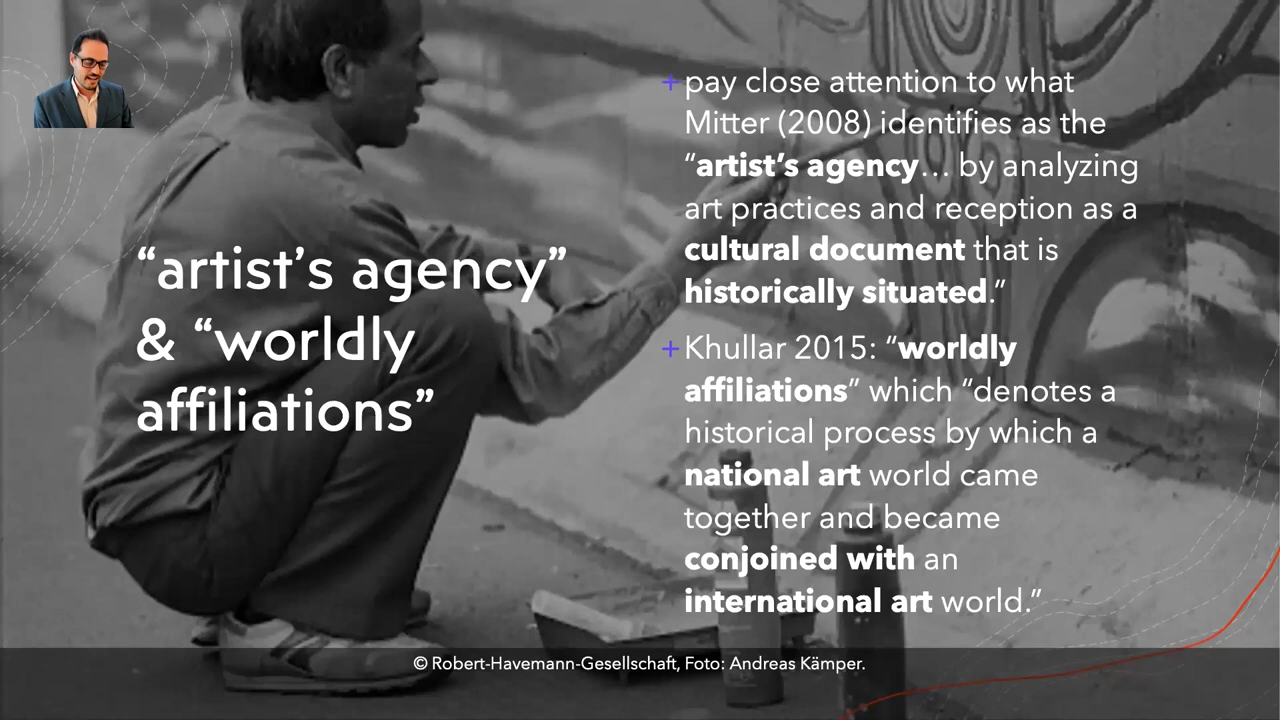 “artist’s agency”
& “worldly
affiliations”
+ pay close attention to what
Mitter (2008) identifies as the
“artist’s agency… by analyzing
art practices and reception as a
cultural document that is
historically situated.”
+ Khullar 2015: “worldly
affiliations” which “denotes a
historical process by which a
national art world came
together and became
conjoined with an
international art world.”
© Robert-Havemann-Gesellschaft, Foto: Andreas Kämper.